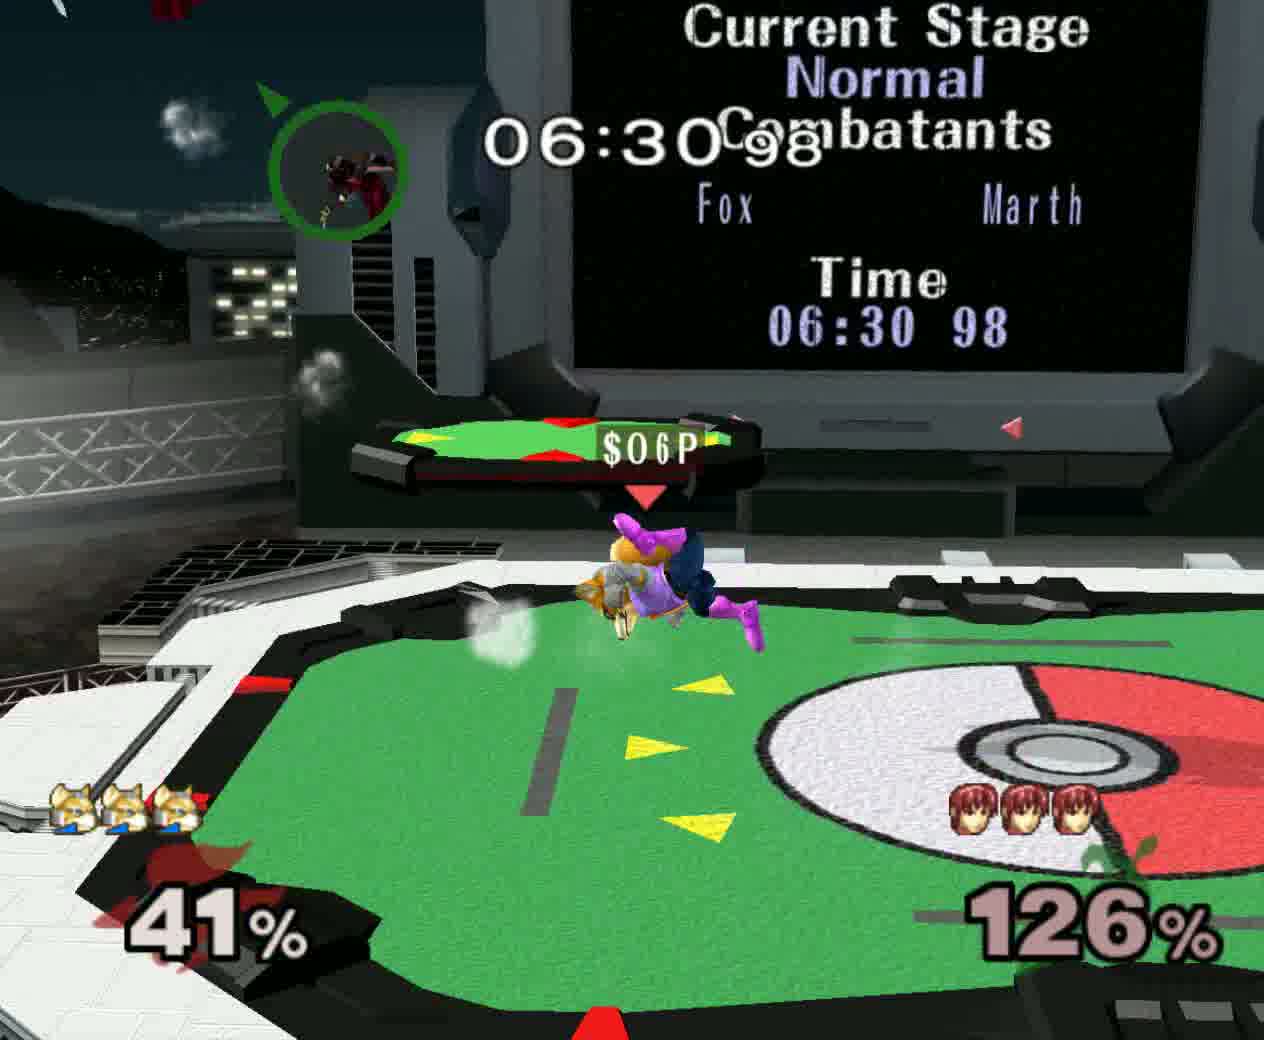 Current Stage
Normal
Combatants
06:30 98
Fox Marth
Time
06:30 98
$06P
41%
126%